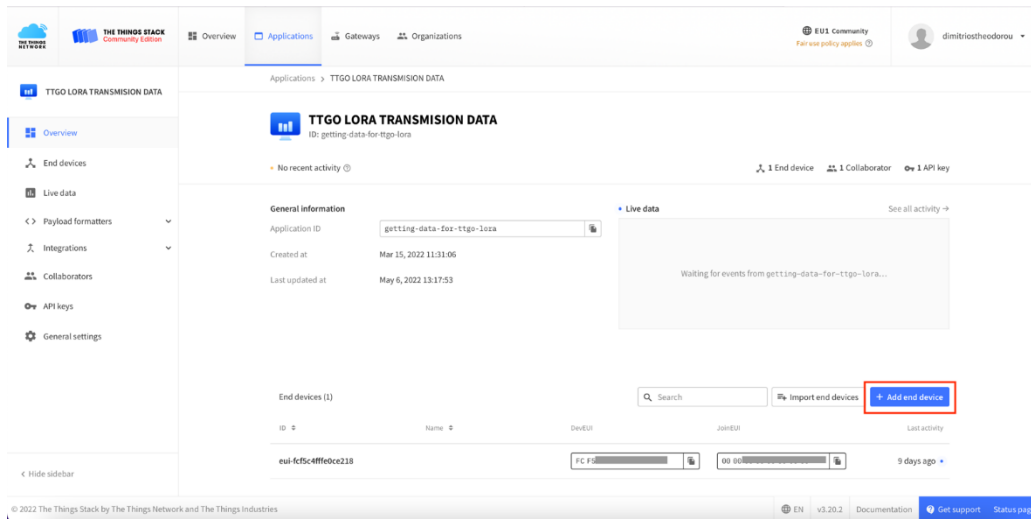 THE THINGS NETWORK
THE THINGS STACK
Community Edition
Overview
Applications
Gateways
Organizations
EU1 Community
Fair use policy applies
dimitriostheodorou
Applications > TTGO LORA TRANSMISION DATA
TTGO LORA TRANSMISION DATA
Overview
End devices
Live data
<> Payload formatters
Integrations
Collaborators
API keys
General settings
< Hide sidebar
TTGO LORA TRANSMISION DATA
ID: getting-data-for-ttgo-lora
• No recent activity
1 End device
1 Collaborator
1 API key
General information
Application ID
getting-data-for-ttgo-lora
Created at
Mar 15, 2022 11:31:06
Last updated at
May 6, 2022 13:17:53
• Live data
See all activity →
Waiting for events from getting-data-for-ttgo-lora...
End devices (1)
Search
Import end devices
+ Add end device
ID
Name
DevEUI
JoinEUI
Last activity
eui-fcf5c4fffe0ce218
FC F5
00 00
9 days ago •
© 2022 The Things Stack by The Things Network and The Things Industries
EN
v3.20.2
Documentation
Get support
Status pag